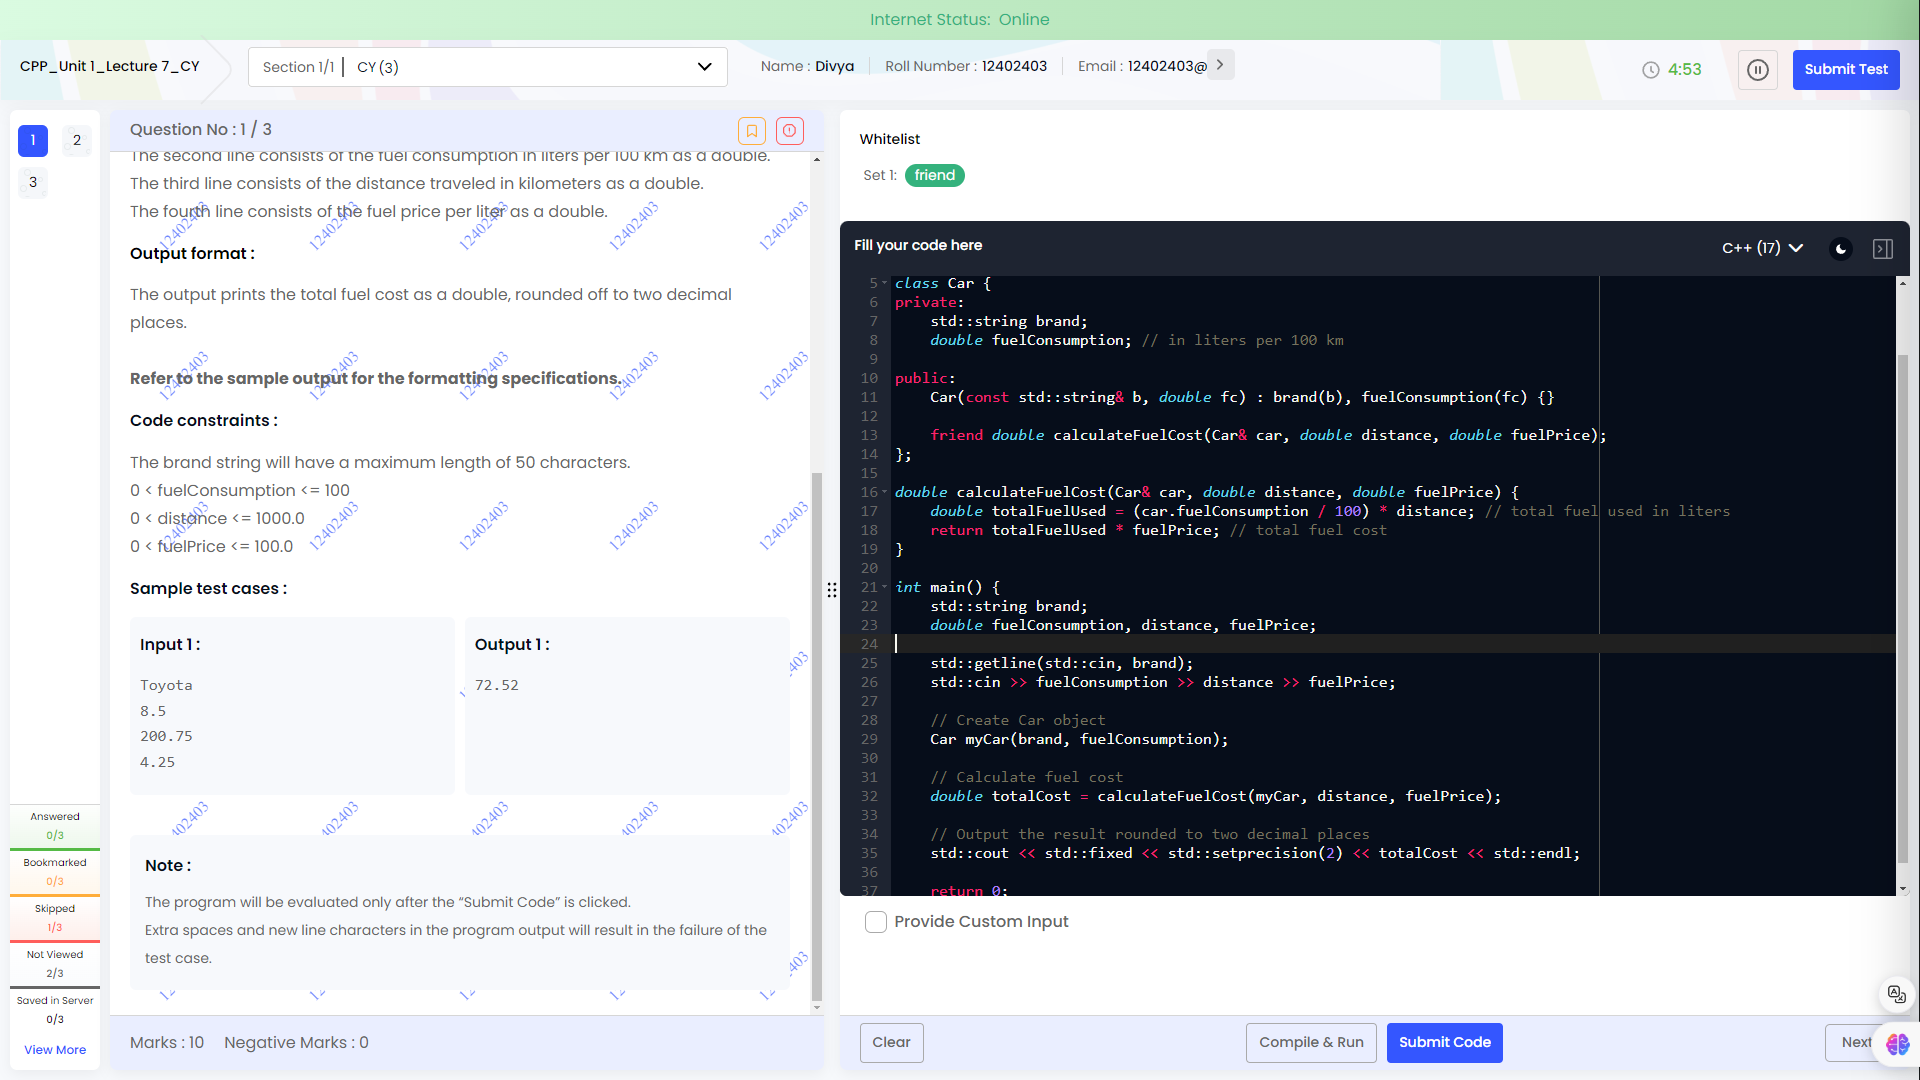 Internet Status: Online
CPP_Unit 1_Lecture 7_CY
Section 1/1 | CY (3)
Name : Divya
Roll Number : 12402403
Email : 12402403@
4:53
Submit Test
1
2
3
Question No : 1 / 3
The second line consists of the fuel consumption in liters per 100 km as a double.
The third line consists of the distance traveled in kilometers as a double.
The fourth line consists of the fuel price per liter as a double.
Output format :
The output prints the total fuel cost as a double, rounded off to two decimal
places.
Refer to the sample output for the formatting specifications.
Code constraints :
The brand string will have a maximum length of 50 characters.
0 < fuelConsumption <= 100
0 < distance <= 1000.0
0 < fuelPrice <= 100.0
Sample test cases :
Input 1 :
Toyota
8.5
200.75
4.25
Output 1 :
72.52
Note :
The program will be evaluated only after the “Submit Code” is clicked.
Extra spaces and new line characters in the program output will result in the failure of the
test case.
12402403 12402403 12402403 12402403 12402403
12402403 12402403 12402403 12402403 12402403
12402403 12402403 12402403 12402403 12402403
Answered
0/3
Bookmarked
0/3
Skipped
1/3
Not Viewed
2/3
Saved in Server
0/3
View More
Marks : 10 Negative Marks : 0
Whitelist
Set 1: friend
Fill your code here
C++ (17)
5 class Car {
6 private:
7 std::string brand;
8 double fuelConsumption; // in liters per 100 km
9
10 public:
11 Car(const std::string& b, double fc) : brand(b), fuelConsumption(fc) {}
12
13 friend double calculateFuelCost(Car& car, double distance, double fuelPrice);
14 };
15
16 double calculateFuelCost(Car& car, double distance, double fuelPrice) {
17 double totalFuelUsed = (car.fuelConsumption / 100) * distance; // total fuel used in liters
18 return totalFuelUsed * fuelPrice; // total fuel cost
19 }
20
21 int main() {
22 std::string brand;
23 double fuelConsumption, distance, fuelPrice;
24
25 std::getline(std::cin, brand);
26 std::cin >> fuelConsumption >> distance >> fuelPrice;
27
28 // Create Car object
29 Car myCar(brand, fuelConsumption);
30
31 // Calculate fuel cost
32 double totalCost = calculateFuelCost(myCar, distance, fuelPrice);
33
34 // Output the result rounded to two decimal places
35 std::cout << std::fixed << std::setprecision(2) << totalCost << std::endl;
36
37 return 0;
Provide Custom Input
Clear
Compile & Run
Submit Code
Next